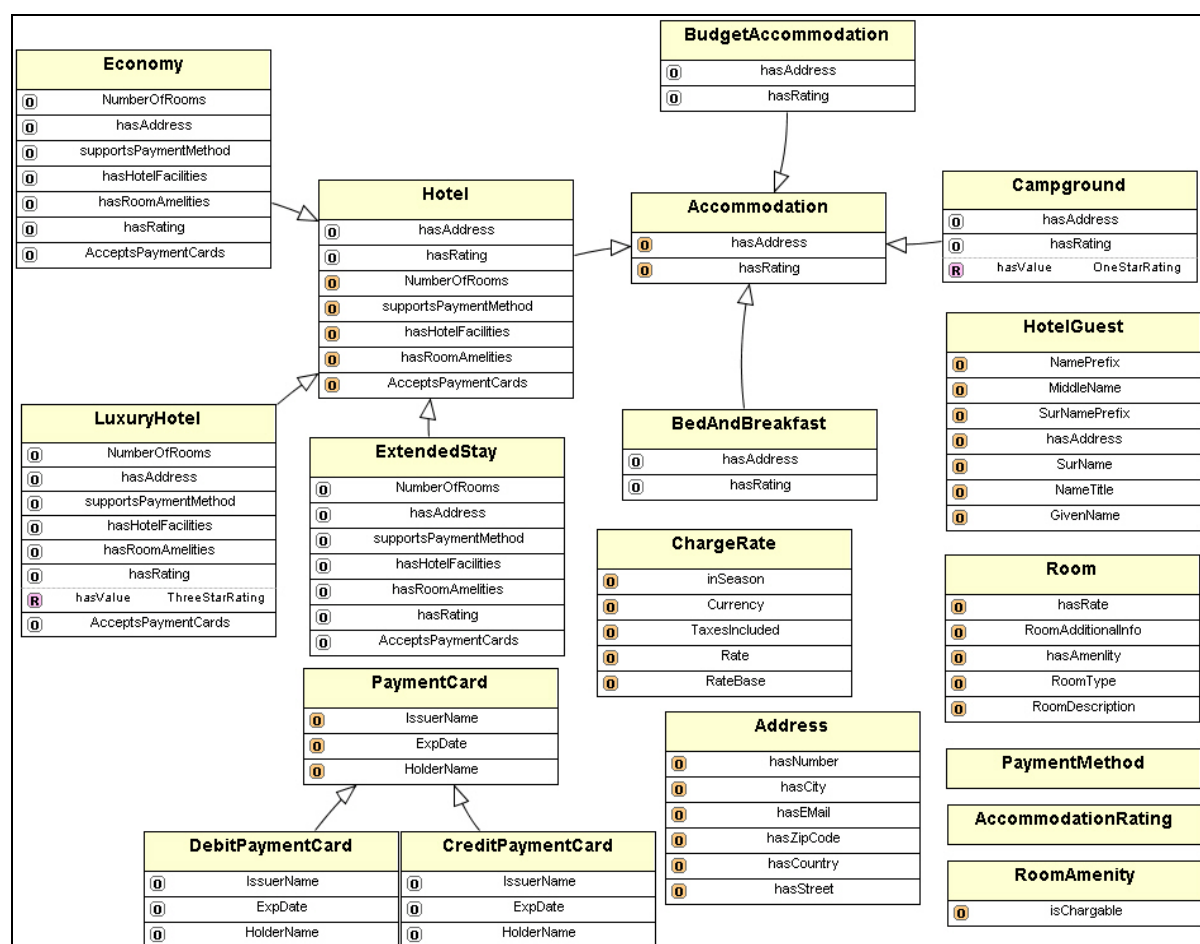 BudgetAccommodation
O hasAddress
O hasRating
Economy
O NumberOfRooms
O hasAddress
O supportsPaymentMethod
O hasHotelFacilities
O hasRoomAmelities
O hasRating
O AcceptsPaymentCards
Hotel
O hasAddress
O hasRating
O NumberOfRooms
O supportsPaymentMethod
O hasHotelFacilities
O hasRoomAmelities
O AcceptsPaymentCards
Accommodation
O hasAddress
O hasRating
Campground
O hasAddress
O hasRating
R hasValue OneStarRating
HotelGuest
O NamePrefix
O MiddleName
O SurNamePrefix
O hasAddress
O SurName
O NameTitle
O GivenName
LuxuryHotel
O NumberOfRooms
O hasAddress
O supportsPaymentMethod
O hasHotelFacilities
O hasRoomAmelities
O hasRating
R hasValue ThreeStarRating
O AcceptsPaymentCards
ExtendedStay
O NumberOfRooms
O hasAddress
O supportsPaymentMethod
O hasHotelFacilities
O hasRoomAmelities
O hasRating
O AcceptsPaymentCards
BedAndBreakfast
O hasAddress
O hasRating
ChargeRate
O inSeason
O Currency
O TaxesIncluded
O Rate
O RateBase
Room
O hasRate
O RoomAdditionalInfo
O hasAmenlity
O RoomType
O RoomDescription
PaymentCard
O IssuerName
O ExpDate
O HolderName
Address
O hasNumber
O hasCity
O hasEMail
O hasZipCode
O hasCountry
O hasStreet
PaymentMethod
AccommodationRating
RoomAmenity
O isChargable
DebitPaymentCard
O IssuerName
O ExpDate
O HolderName
CreditPaymentCard
O IssuerName
O ExpDate
O HolderName